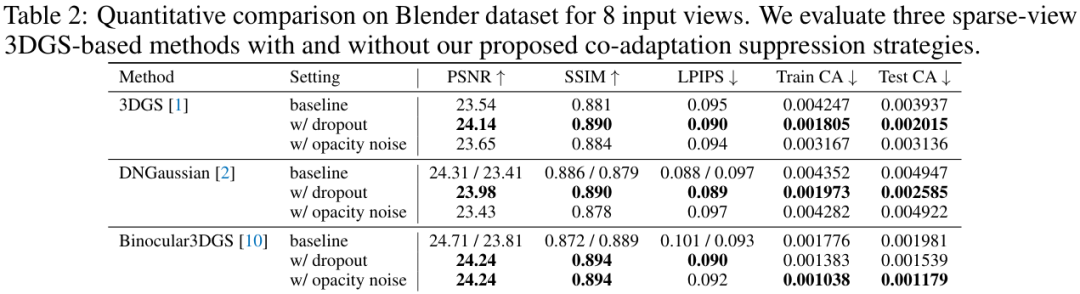 Table 2: Quantitative comparison on Blender dataset for 8 input views. We evaluate three sparse-view
3DGS-based methods with and without our proposed co-adaptation suppression strategies.
Method Setting PSNR ↑ SSIM ↑ LPIPS ↓ Train CA ↓ Test CA ↓
3DGS [1] baseline 23.54 0.881 0.095 0.004247 0.003937
w/ dropout 24.14 0.890 0.090 0.001805 0.002015
w/ opacity noise 23.65 0.884 0.094 0.003167 0.003136
DNGaussian [2] baseline 24.31 / 23.41 0.886 / 0.879 0.088 / 0.097 0.004352 0.004947
w/ dropout 23.98 0.890 0.089 0.001973 0.002585
w/ opacity noise 23.43 0.878 0.097 0.004282 0.004922
Binocular3DGS [10] baseline 24.71 / 23.81 0.872 / 0.889 0.101 / 0.093 0.001776 0.001981
w/ dropout 24.24 0.894 0.090 0.001383 0.001539
w/ opacity noise 24.24 0.894 0.092 0.001038 0.001179